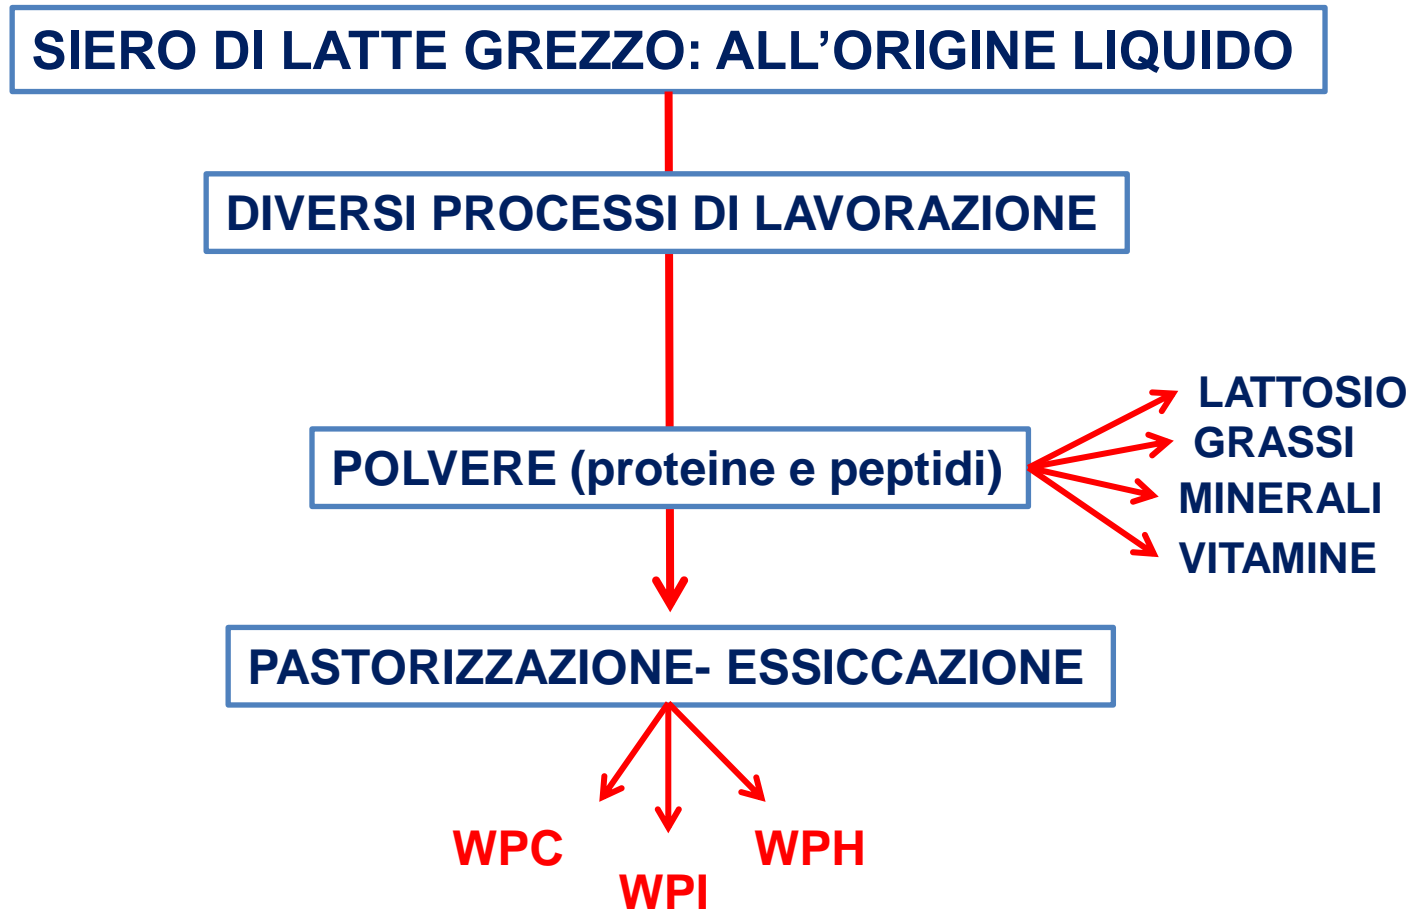 SIERO DI LATTE GREZZO: ALL’ORIGINE LIQUIDO
DIVERSI PROCESSI DI LAVORAZIONE
POLVERE (proteine e peptidi)
LATTOSIO
GRASSI
MINERALI
VITAMINE
PASTORIZZAZIONE- ESSICCAZIONE
WPC
WPI
WPH